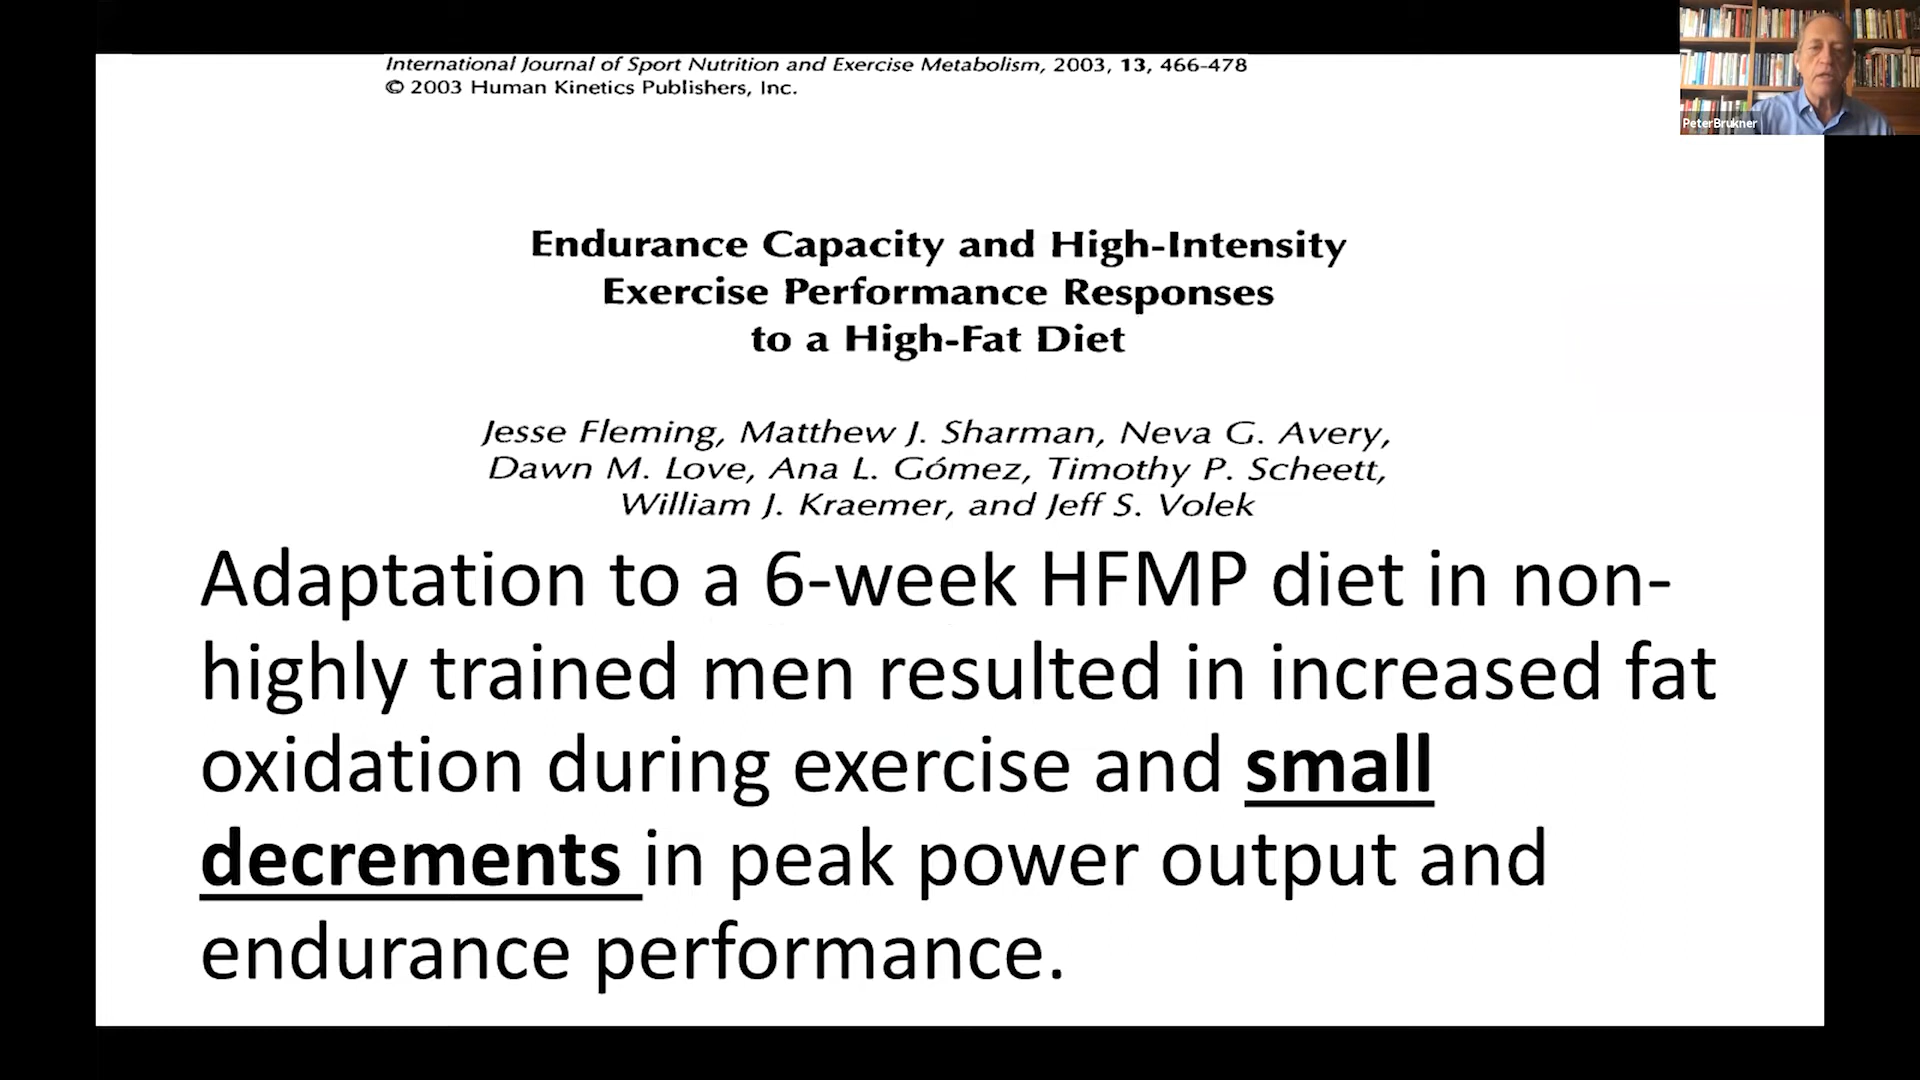 International Journal of Sport Nutrition and Exercise Metabolism, 2003, 13, 466-478
© 2003 Human Kinetics Publishers, Inc.
PeterBrukner
Endurance Capacity and High-Intensity
Exercise Performance Responses
to a High-Fat Diet
Jesse Fleming, Matthew J. Sharman, Neva G. Avery,
Dawn M. Love, Ana L. Gómez, Timothy P. Scheett,
William J. Kraemer, and Jeff S. Volek
Adaptation to a 6-week HFMP diet in non-
highly trained men resulted in increased fat
oxidation during exercise and small
decrements in peak power output and
endurance performance.